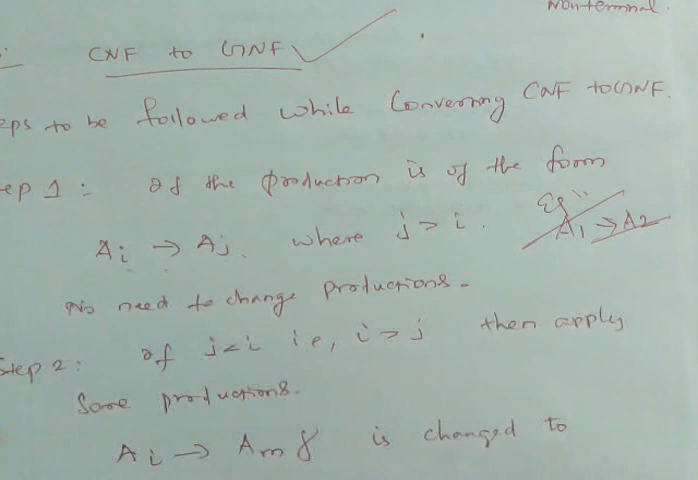 Nonterminal.
CNF to GNF
eps to be followed while Converting CNF to GNF.
ep 1 :- If the production is of the form
Ai → Aj. where j > i. Eg :- A1 → A2
No need to change productions.
Step 2 : If j < i ie, i > j then apply
Some productions.
Ai → Am γ is changed to